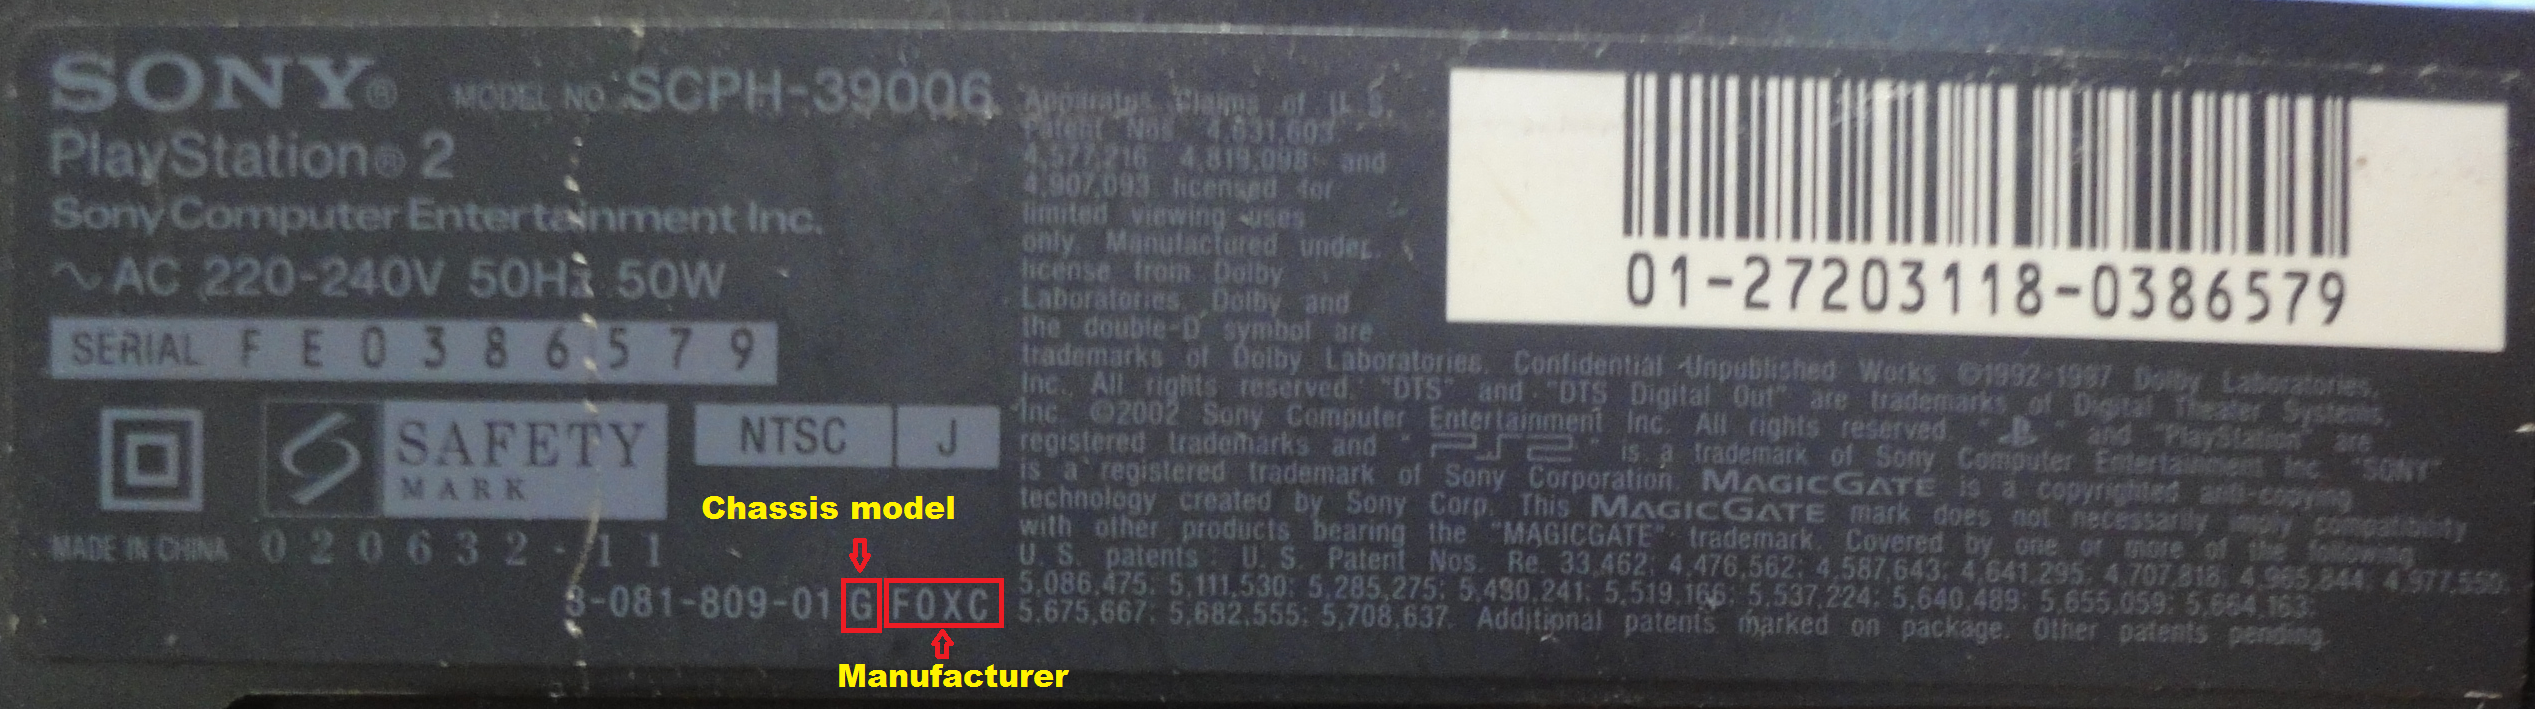 SONY® MODEL NO. SCPH-39006
PlayStation® 2
Sony Computer Entertainment Inc.
~ AC 220-240V 50Hz 50W
SERIAL FE0386579
SAFETY
MARK
NTSC J
Chassis model
MADE IN CHINA 020632-11
3-081-809-01 G F0XC
Manufacturer
Apparatus Claims of U.S.
Patent Nos 4,631,603
4,577,216 4,819,098 and
4,907,093 licensed for
limited viewing uses
only. Manufactured under
license from Dolby
Laboratories. Dolby and
the double-D symbol are
trademarks of Dolby Laboratories. Confidential Unpublished Works ©1992-1997 Dolby Laboratories,
Inc. All rights reserved. "DTS" and "DTS Digital Out" are trademarks of Digital Theater Systems,
Inc. ©2002 Sony Computer Entertainment Inc. All rights reserved. " " and "PlayStation" are
registered trademarks and "PS2" is a trademark of Sony Computer Entertainment Inc "SONY"
is a registered trademark of Sony Corporation. MAGICGATE is a copyrighted anti-copying
technology created by Sony Corp. This MAGICGATE mark does not necessarily imply compatibility
with other products bearing the "MAGICGATE" trademark. Covered by one or more of the following
U.S. patents: U.S. Patent Nos. Re. 33,462; 4,476,562; 4,587,643; 4,641,295; 4,707,818; 4,965,844; 4,977,550;
5,086,475; 5,111,530; 5,285,275; 5,490,241; 5,519,166; 5,537,224; 5,640,489; 5,655,059; 5,664,163;
5,675,667; 5,682,555; 5,708,637. Additional patents marked on package. Other patents pending.
01-27203118-0386579